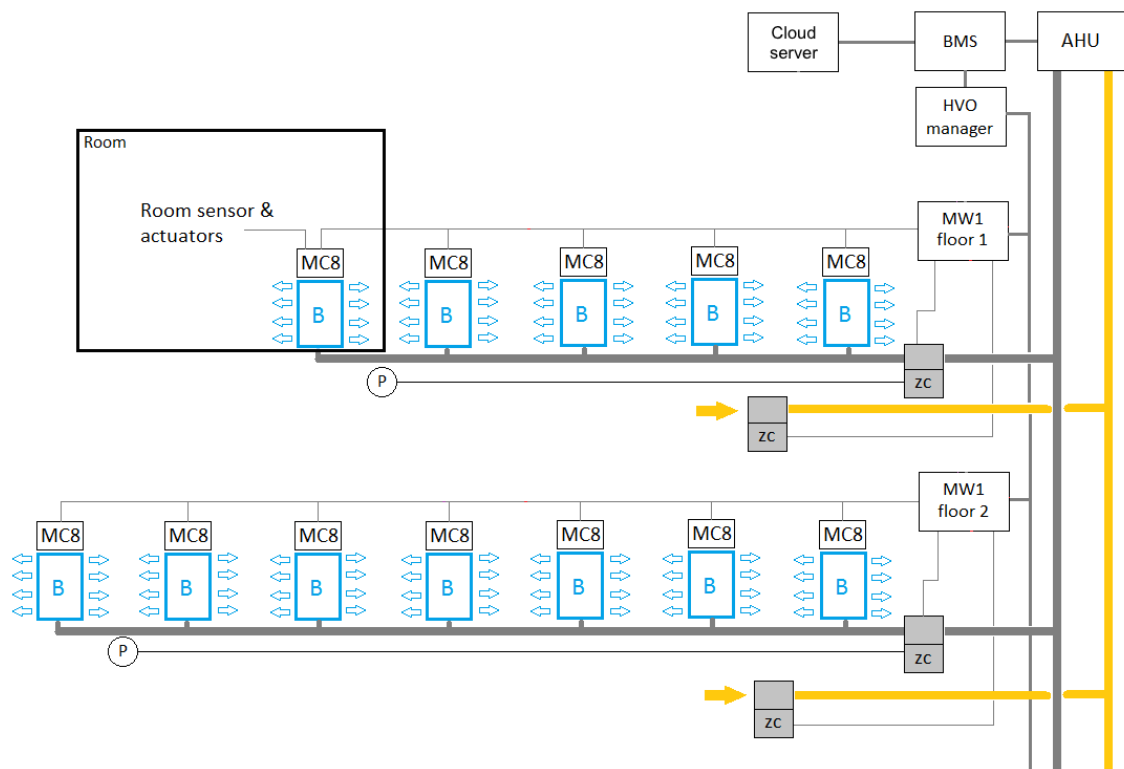 Cloud
server
BMS
AHU
HVO
manager
Room
Room sensor &
actuators
MW1
floor 1
MC8
MC8
MC8
MC8
MC8
B
B
B
B
B
P
ZC
ZC
MW1
floor 2
MC8
MC8
MC8
MC8
MC8
MC8
MC8
B
B
B
B
B
B
B
P
ZC
ZC